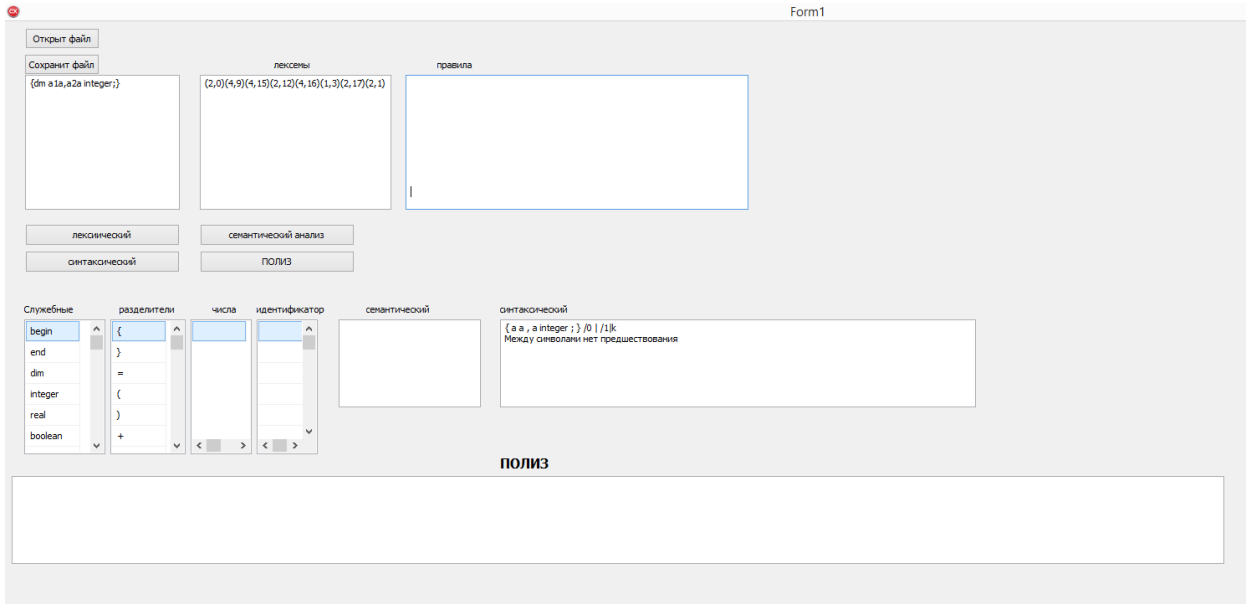 Form1
Открыт файл
Сохранит файл
лексемы
правила
{dm a1a,a2a integer;}
(2,0)(4,9)(4,15)(2,12)(4,16)(1,3)(2,17)(2,1)
лексиический
семантический анализ
синтаксический
ПОЛИЗ
Служебные
разделители
числа
идентификатор
семантический
синтаксический
begin
{
{ a a , a integer ; } /0 | /1|k
Между символами нет предшествования
end
}
dim
=
integer
(
real
)
boolean
+
ПОЛИЗ